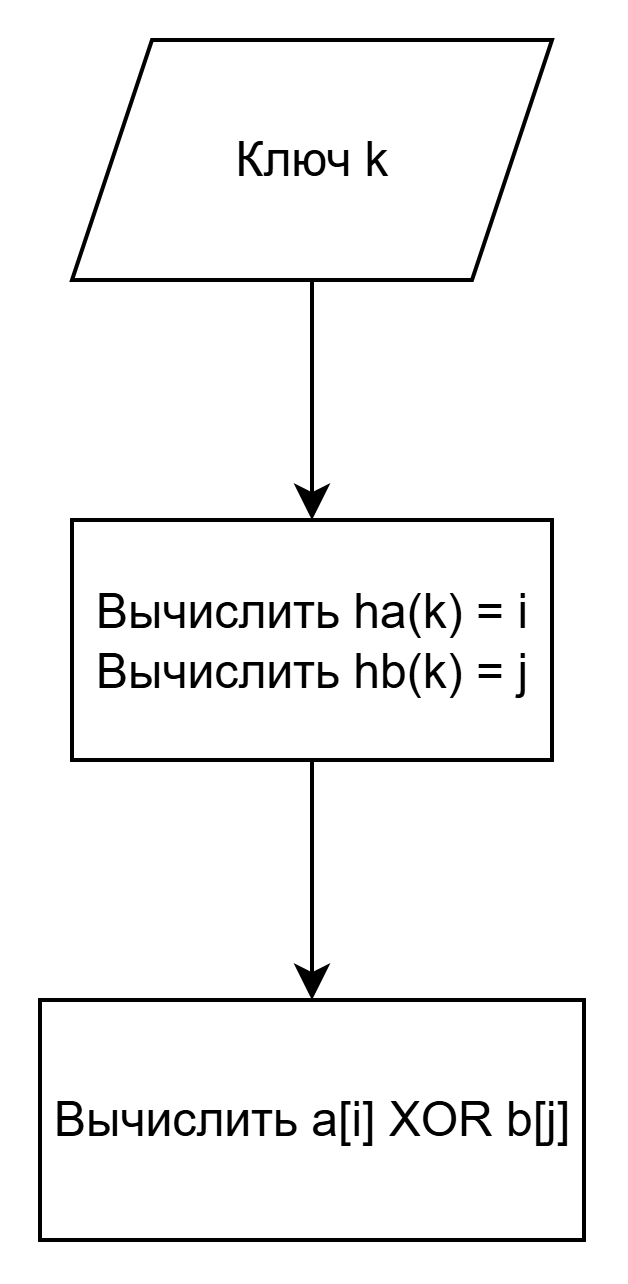 Ключ k
Вычислить ha(k) = i
Вычислить hb(k) = j
Вычислить a[i] XOR b[j]